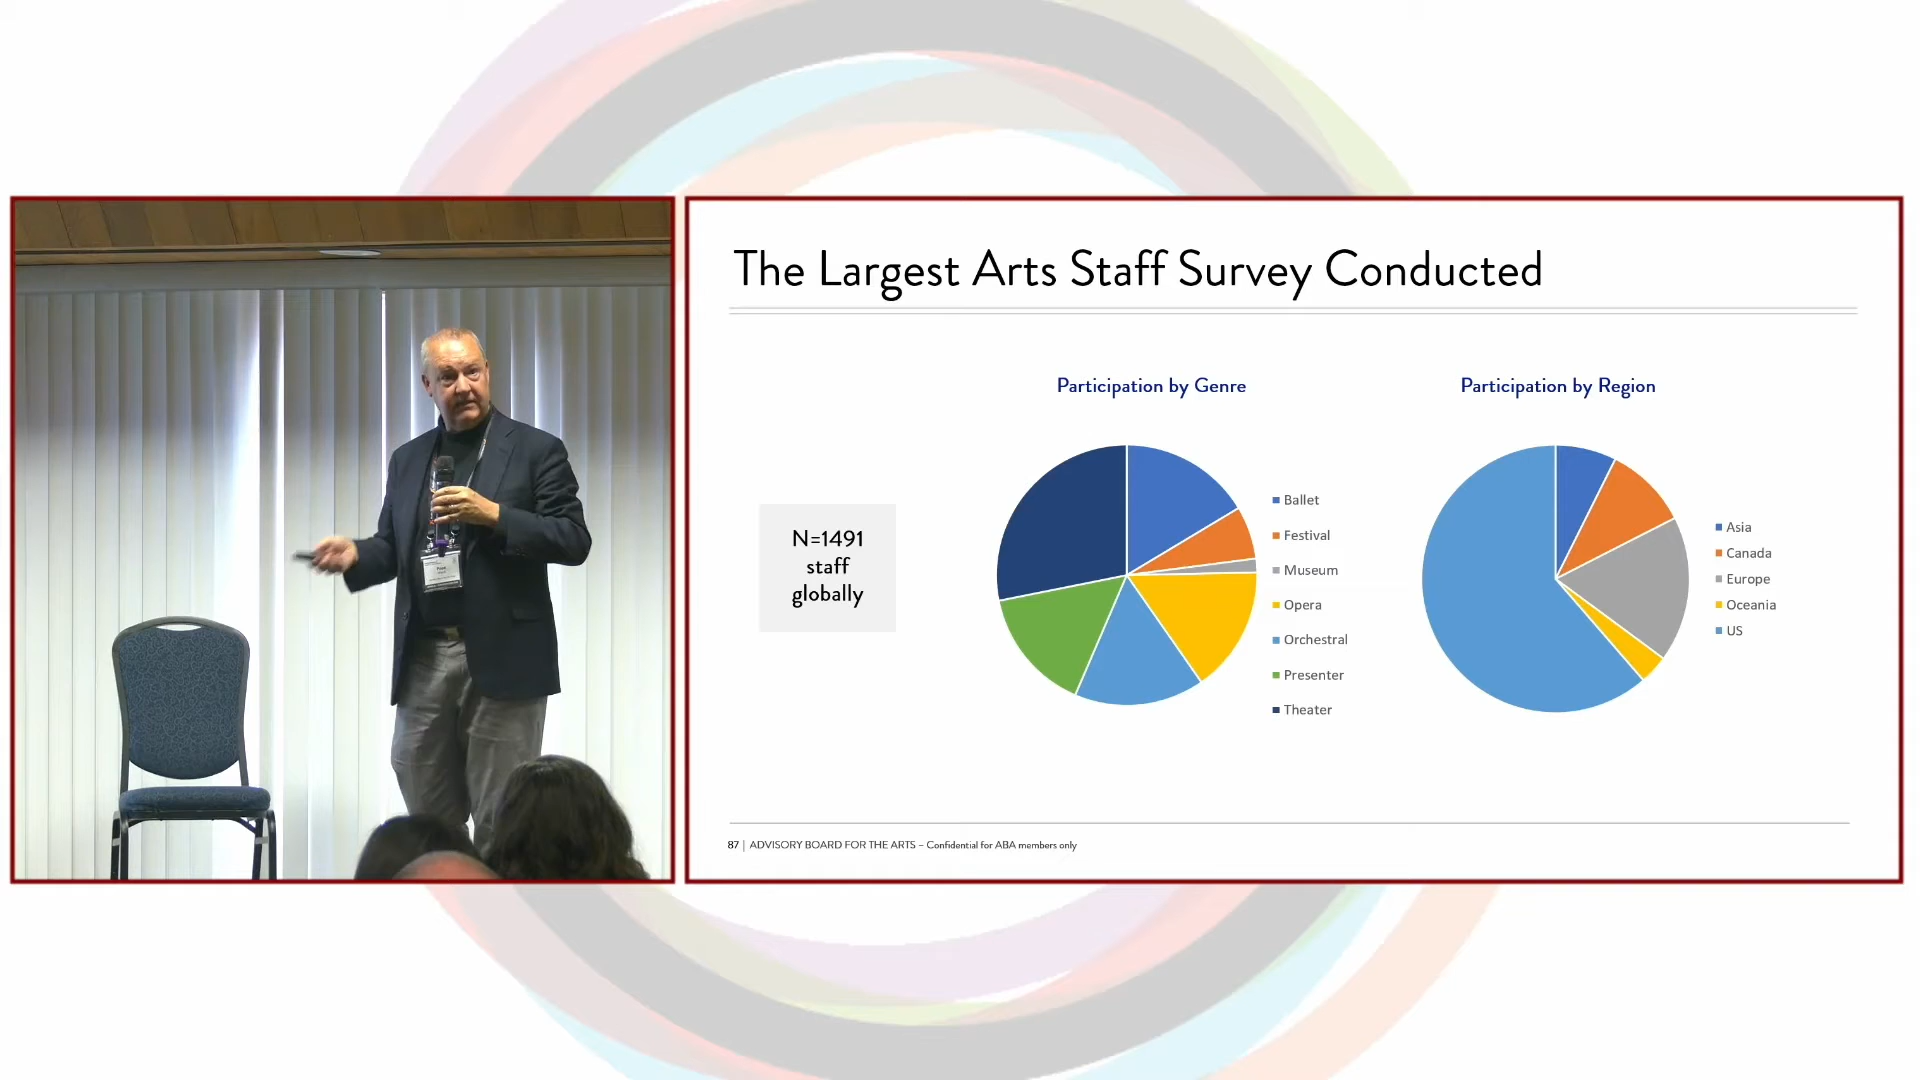 The Largest Arts Staff Survey Conducted
Participation by Genre
Participation by Region
N=1491
staff
globally
Ballet
Festival
Museum
Opera
Orchestral
Presenter
Theater
Asia
Canada
Europe
Oceania
US
87 | ADVISORY BOARD FOR THE ARTS – Confidential for ABA members only